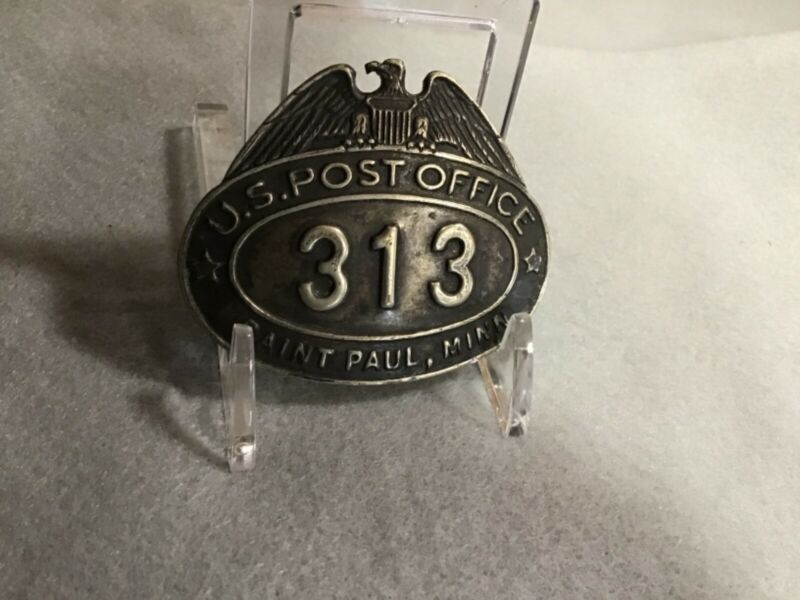 U.S. POST OFFICE
313
SAINT PAUL, MINN